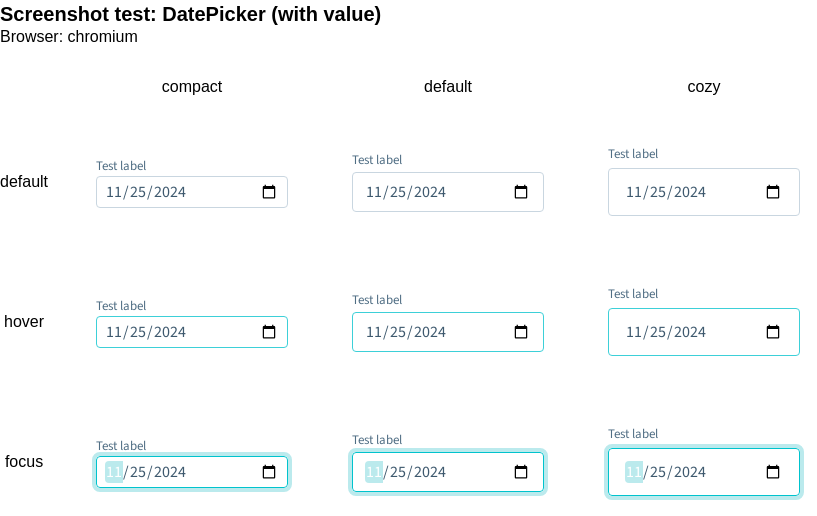 Screenshot test: DatePicker (with value)
Browser: chromium
compact default cozy
default
Test label Test label Test label
11/25/2024 11/25/2024 11/25/2024
hover
Test label Test label Test label
11/25/2024 11/25/2024 11/25/2024
focus
Test label Test label Test label
11/25/2024 11/25/2024 11/25/2024